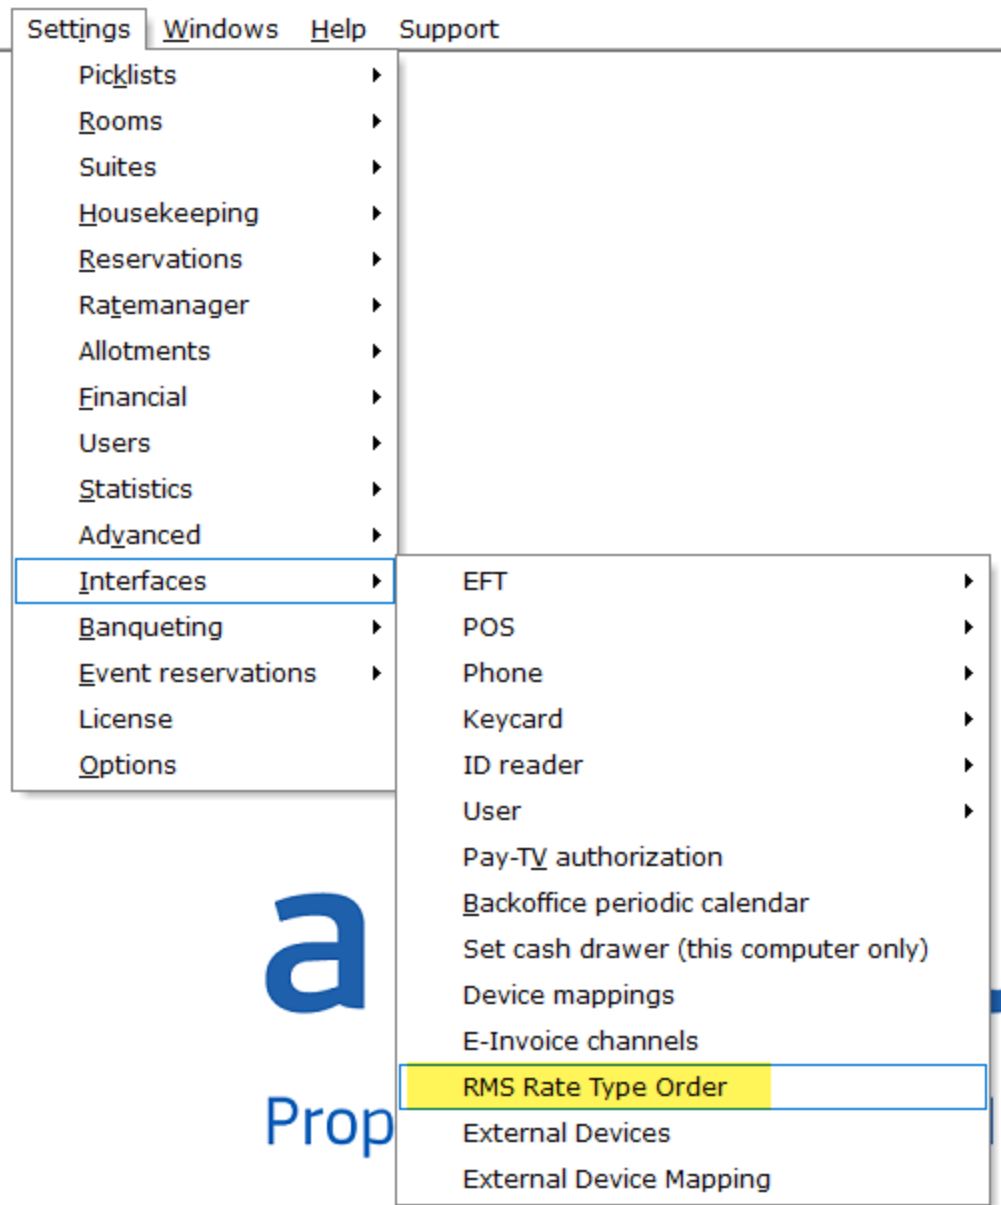 Settings Windows Help Support
Picklists
Rooms
Suites
Housekeeping
Reservations
Ratemanager
Allotments
Financial
Users
Statistics
Advanced
Interfaces
Banqueting
Event reservations
License
Options
EFT
POS
Phone
Keycard
ID reader
User
Pay-TV authorization
Backoffice periodic calendar
Set cash drawer (this computer only)
Device mappings
E-Invoice channels
RMS Rate Type Order
External Devices
External Device Mapping
a
Prop